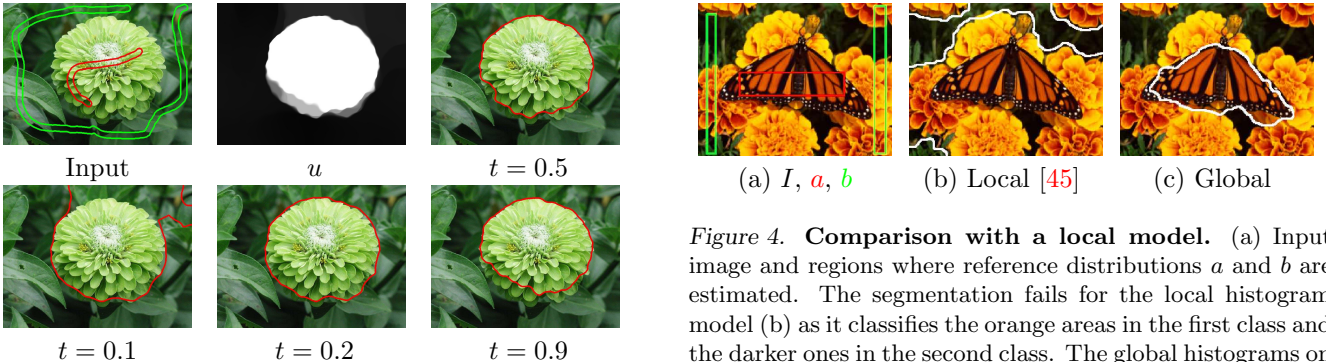 Input
u
t = 0.5
t = 0.1
t = 0.2
t = 0.9
(a) I, a, b
(b) Local [45]
(c) Global
Figure 4. Comparison with a local model. (a) Input
image and regions where reference distributions a and b are
estimated. The segmentation fails for the local histogram
model (b) as it classifies the orange areas in the first class and
the darker ones in the second class. The global histograms or